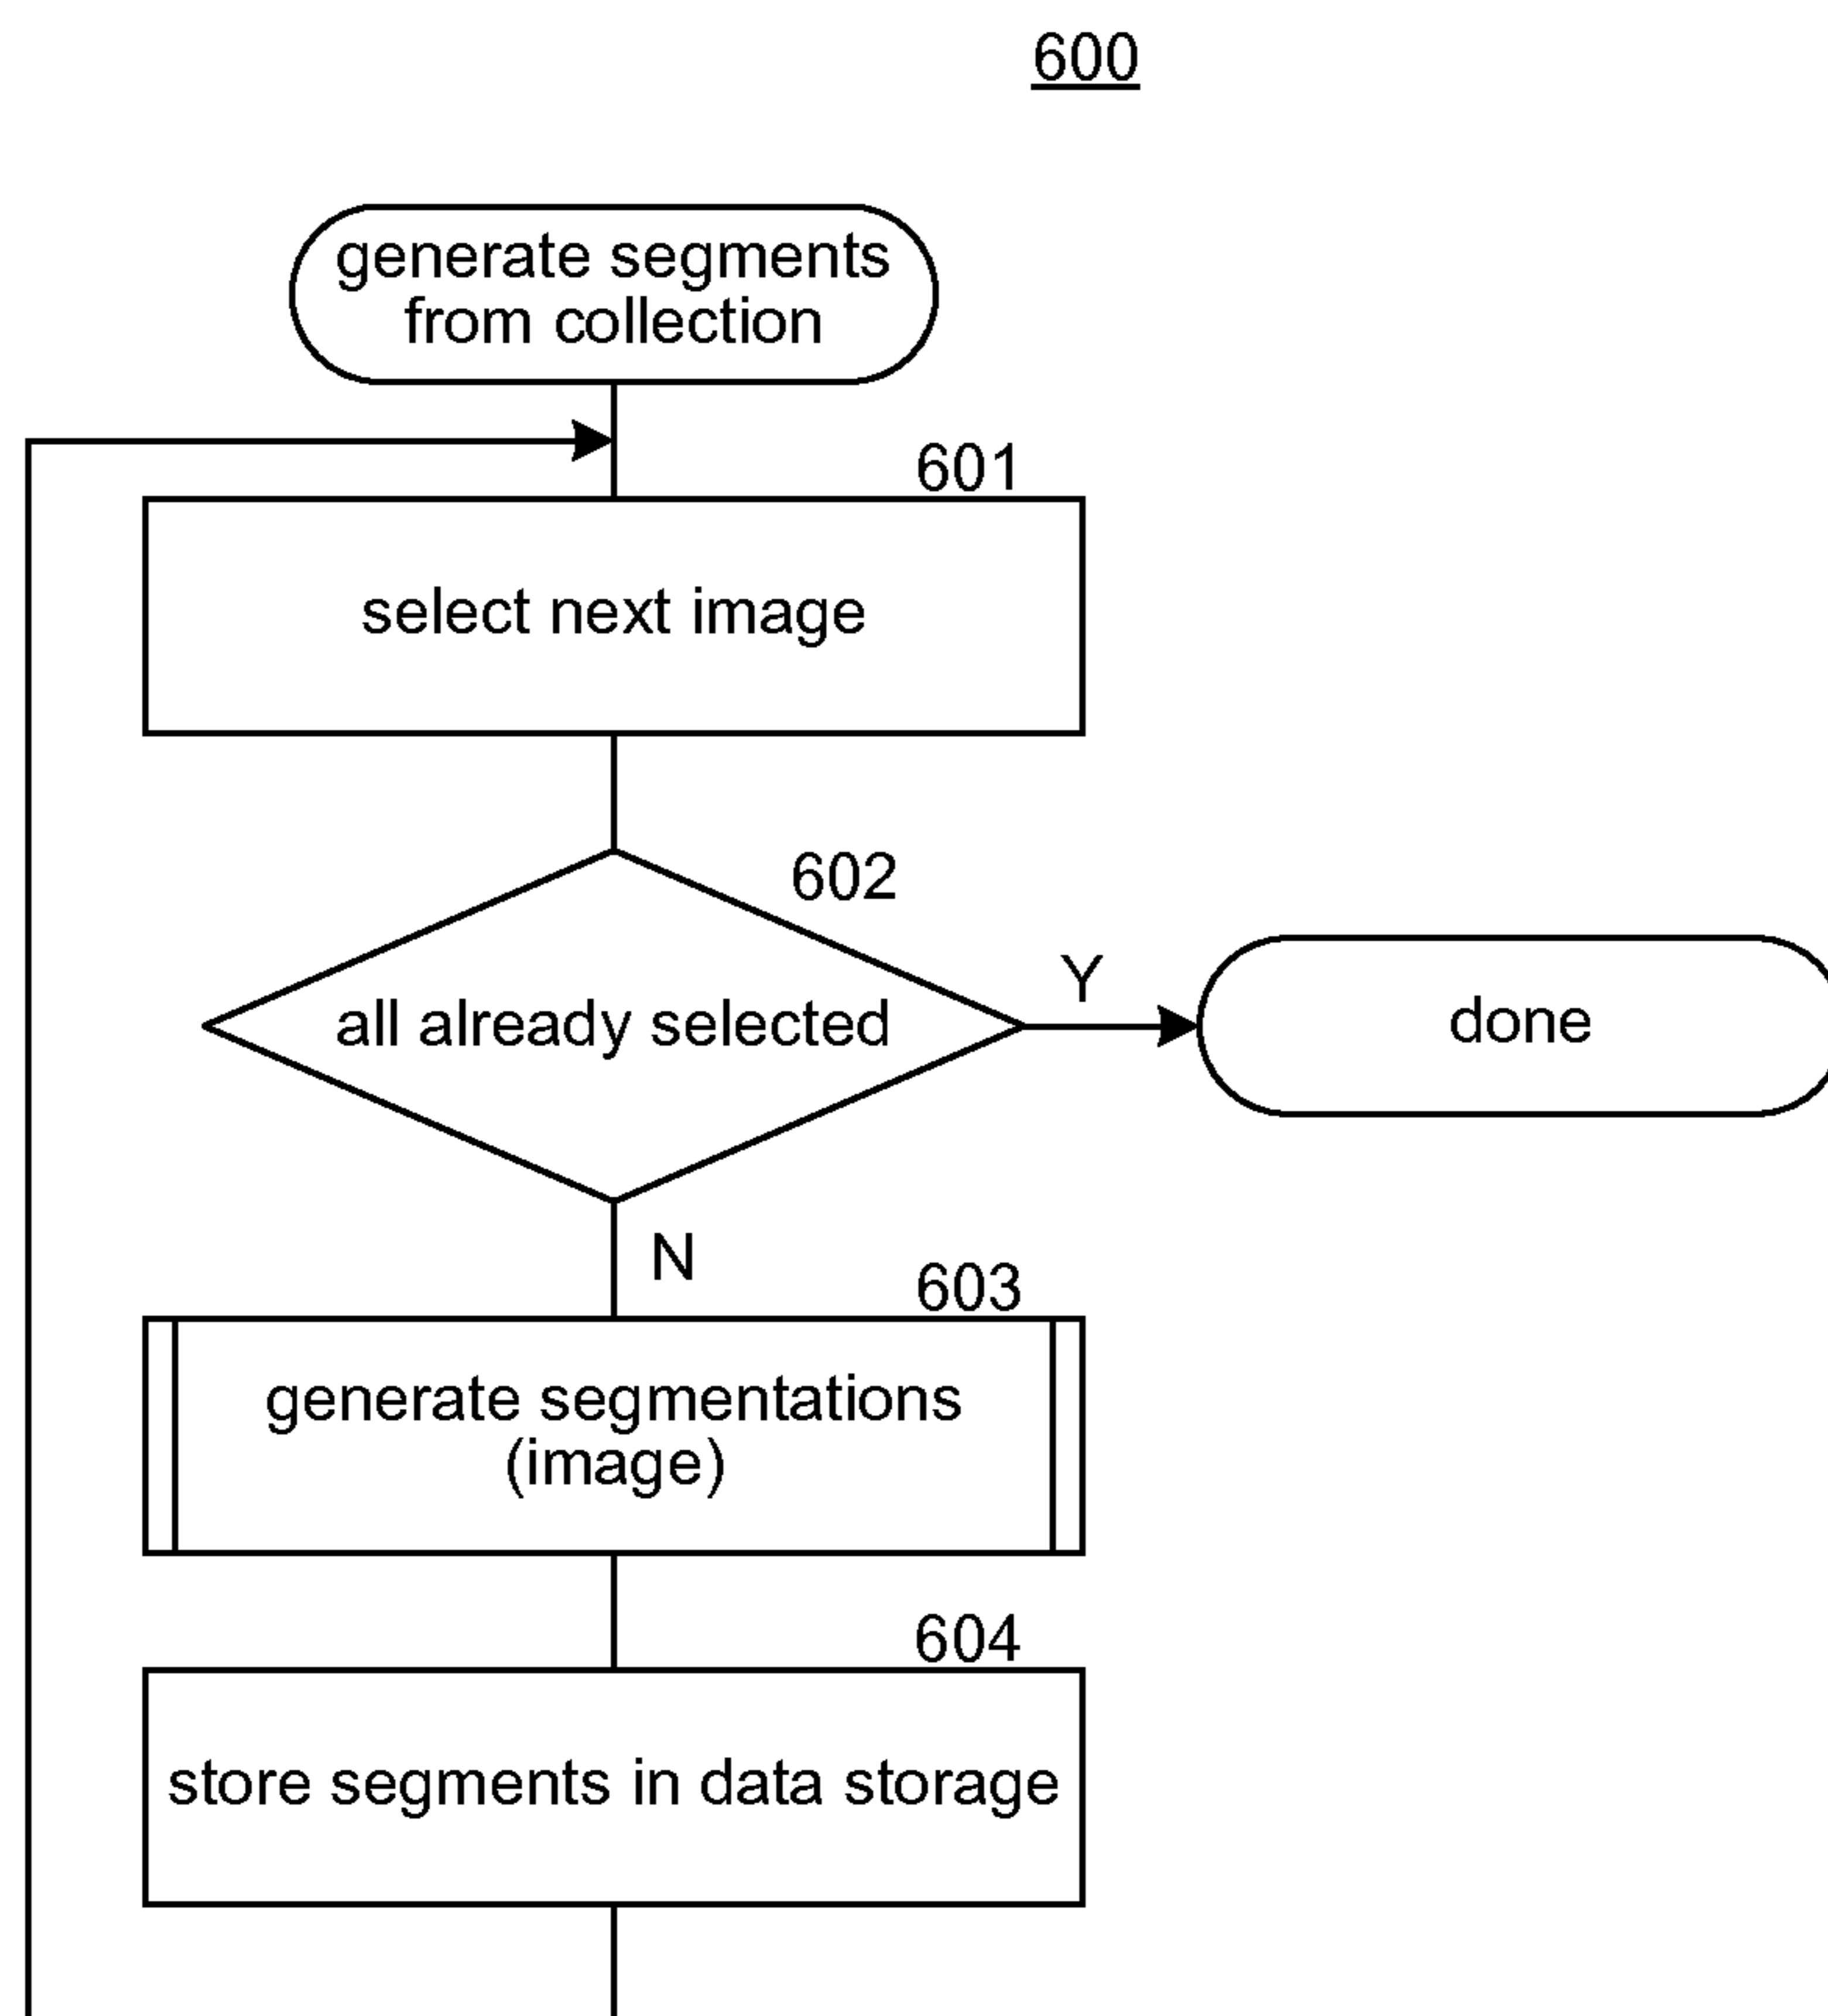 600
generate segments
from collection
601
select next image
602
all already selected
Y
done
N
603
generate segmentations
(image)
604
store segments in data storage